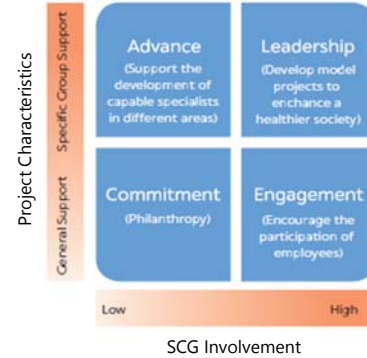 Project Characteristics
Specific Group Support
General Support
Advance
(Support the
development of
capable specialists
in different areas)
Leadership
(Develop model
projects to
enchance a
healthier society)
Commitment
(Philanthropy)
Engagement
(Encourage the
participation of
employees)
Low
High
SCG Involvement